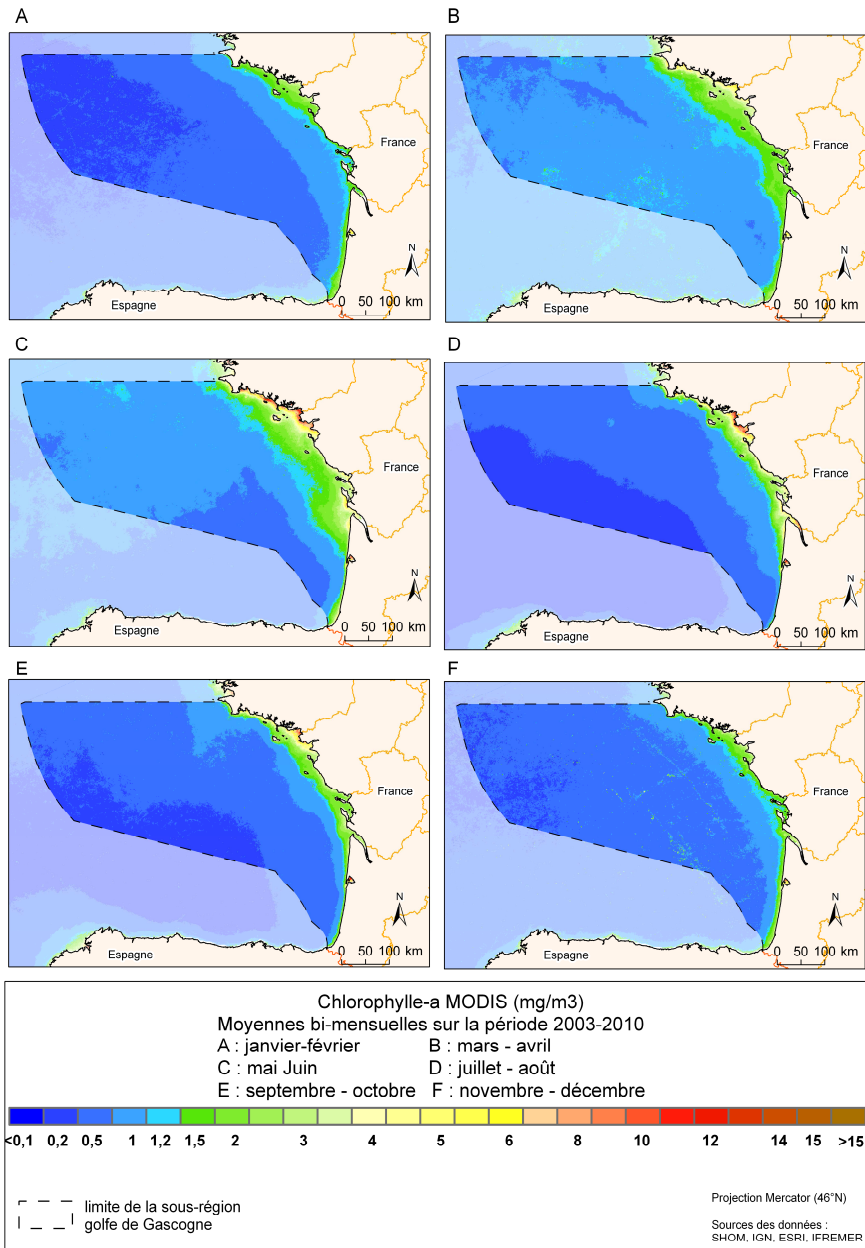 A
B
France
Espagne
N
0 50 100 km
France
Espagne
N
0 50 100 km
C
D
France
Espagne
N
0 50 100 km
France
Espagne
N
0 50 100 km
E
F
France
Espagne
N
0 50 100 km
France
Espagne
N
0 50 100 km
Chlorophylle-a MODIS (mg/m3)
Moyennes bi-mensuelles sur la période 2003-2010
A : janvier-février B : mars - avril
C : mai Juin D : juillet - août
E : septembre - octobre F : novembre - décembre
<0,1 0,2 0,5 1 1,2 1,5 2 3 4 5 6 8 10 12 14 15 >15
limite de la sous-région
golfe de Gascogne
Projection Mercator (46°N)
Sources des données :
SHOM, IGN, ESRI, IFREMER